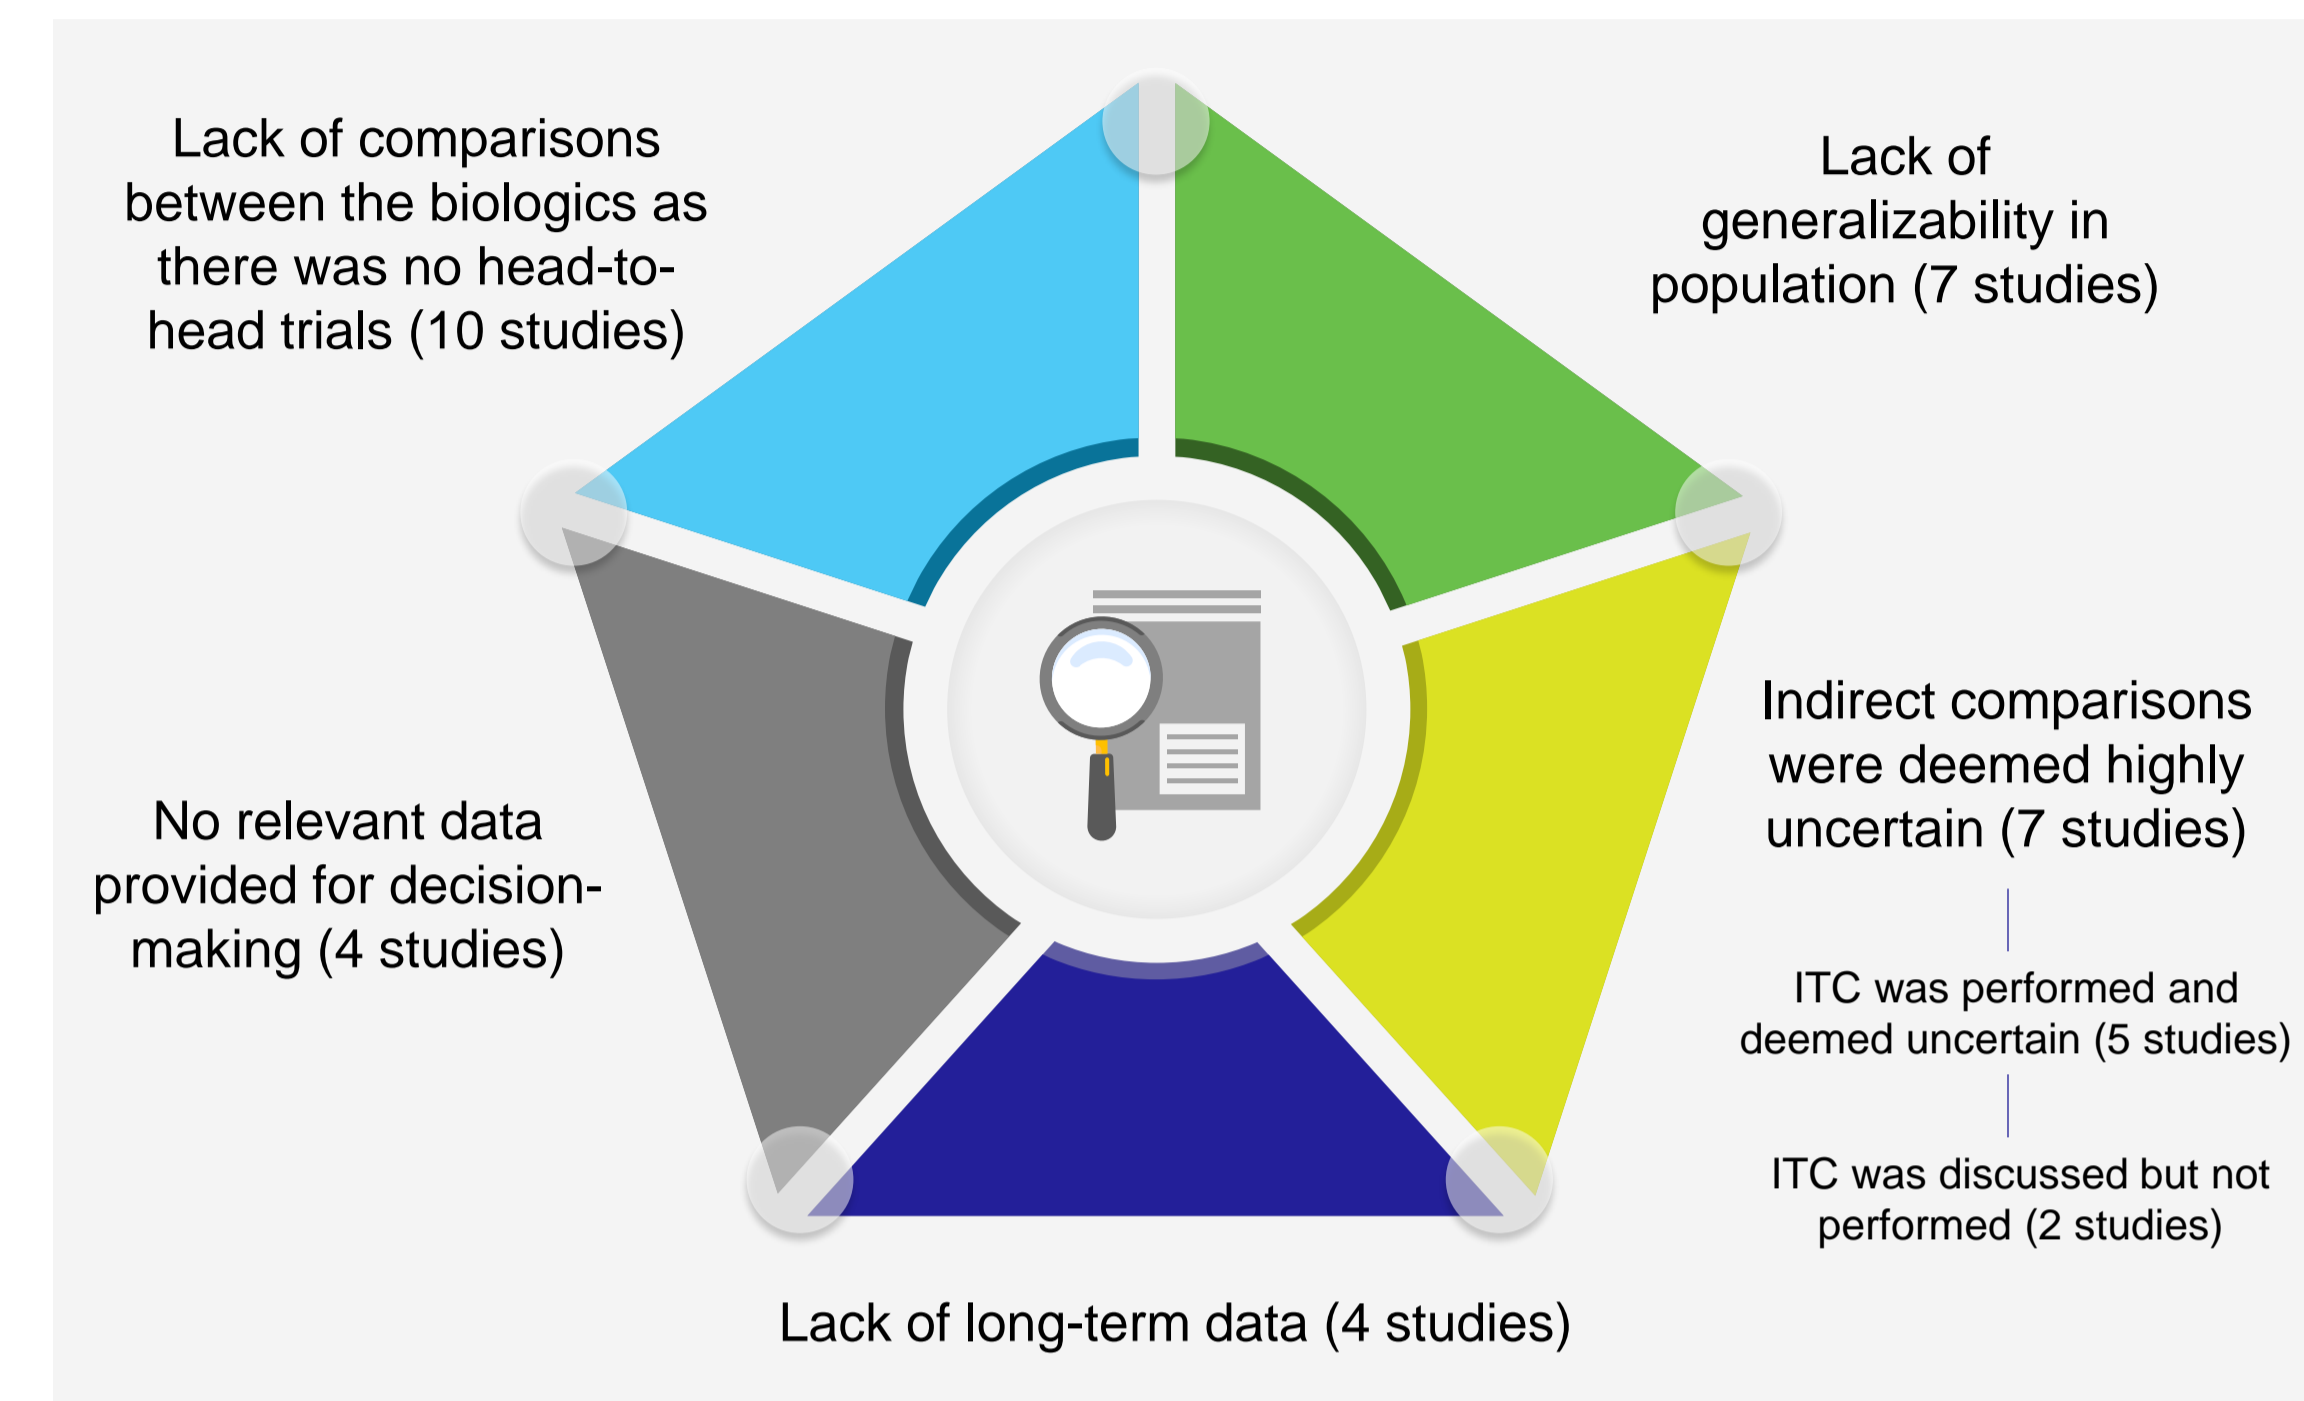 Lack of comparisons
between the biologics as
there was no head-to-
head trials (10 studies)
Lack of
generalizability in
population (7 studies)
Indirect comparisons
were deemed highly
uncertain (7 studies)
ITC was performed and
deemed uncertain (5 studies)
ITC was discussed but not
performed (2 studies)
No relevant data
provided for decision-
making (4 studies)
Lack of long-term data (4 studies)